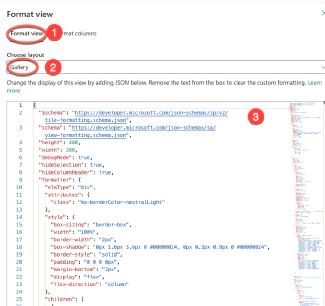 Format view
Format view
1
mat columns
Choose layout
Gallery
2
Change the display of this view by adding JSON below. Remove the text from the box to clear the custom formatting. Learn
more
3
1 {
2 "$schema": "https://developer.microsoft.com/json-schemas/sp/v2/
tile-formatting.schema.json",
3 "schema": "https://developer.microsoft.com/json-schemas/sp/
view-formatting.schema.json",
4 "height": 400,
5 "width": 280,
6 "debugMode": true,
7 "hideSelection": true,
8 "hideColumnHeader": true,
9 "formatter": {
10 "elmType": "div",
11 "attributes": {
12 "class": "ms-borderColor-neutralLight"
13 },
14 "style": {
15 "box-sizing": "border-box",
16 "width": "100%",
17 "border-width": "2px",
18 "box-shadow": "0px 1.6px 3.6px 0 #00000024, 0px 0.3px 0.9px 0 #00000024",
19 "border-style": "solid",
20 "padding": "0 0 0 0px",
21 "margin-bottom": "2px",
22 "display": "flex",
23 "flex-direction": "column"
24 },
25 "children": [
26